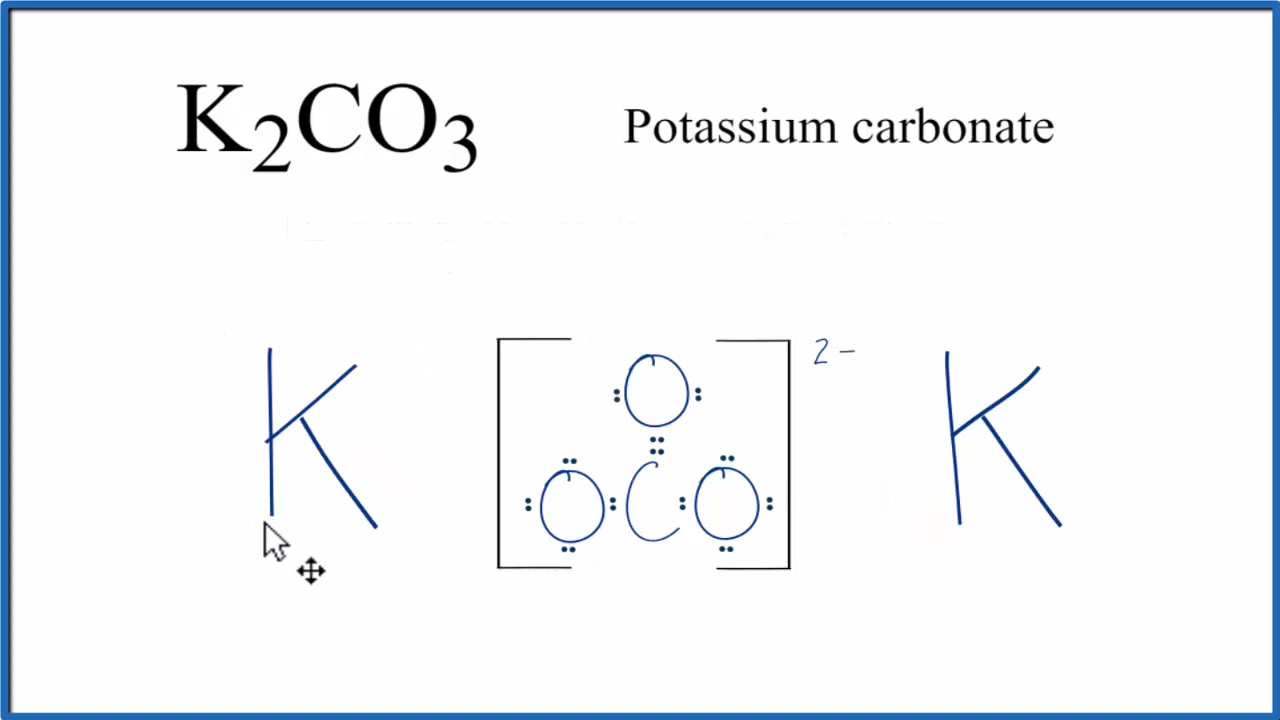 K₂CO₃ Potassium carbonate
2−
O
K O C O K